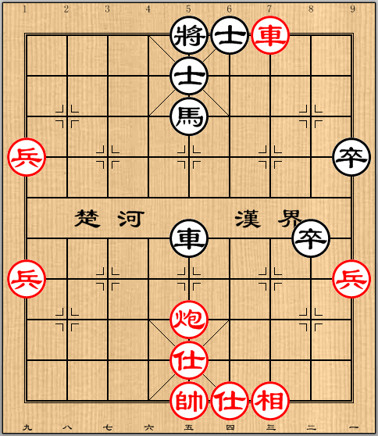 1 2 3 4 5 6 7 8 9
將 士 車
士
馬
兵 卒
楚河 漢界
車 卒
兵 兵
炮
仕
帥 仕 相
九 八 七 六 五 四 三 二 一